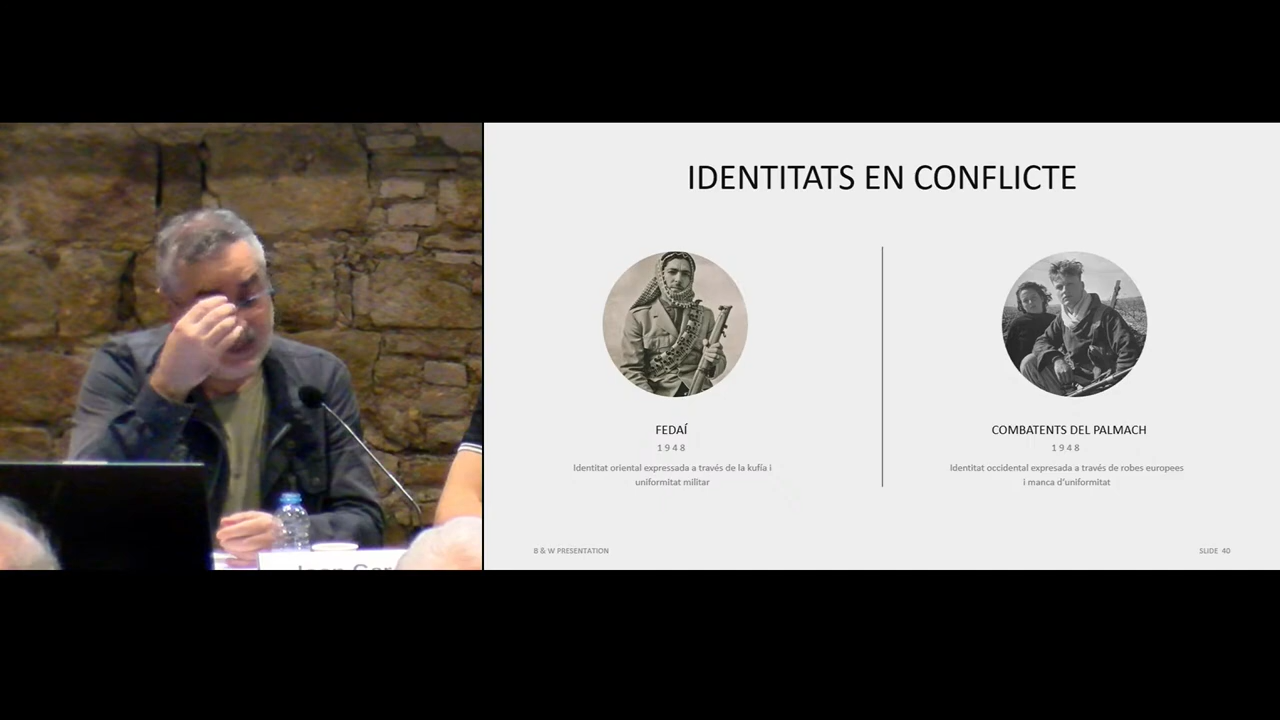 IDENTITATS EN CONFLICTE
FEDAÍ
1948
Identitat oriental expressada a través de la kufia i
uniformitat militar
COMBATENTS DEL PALMACH
1948
Identitat occidental expresada a través de robes europees
i manca d'uniformitat
B & W PRESENTATION
SLIDE 40